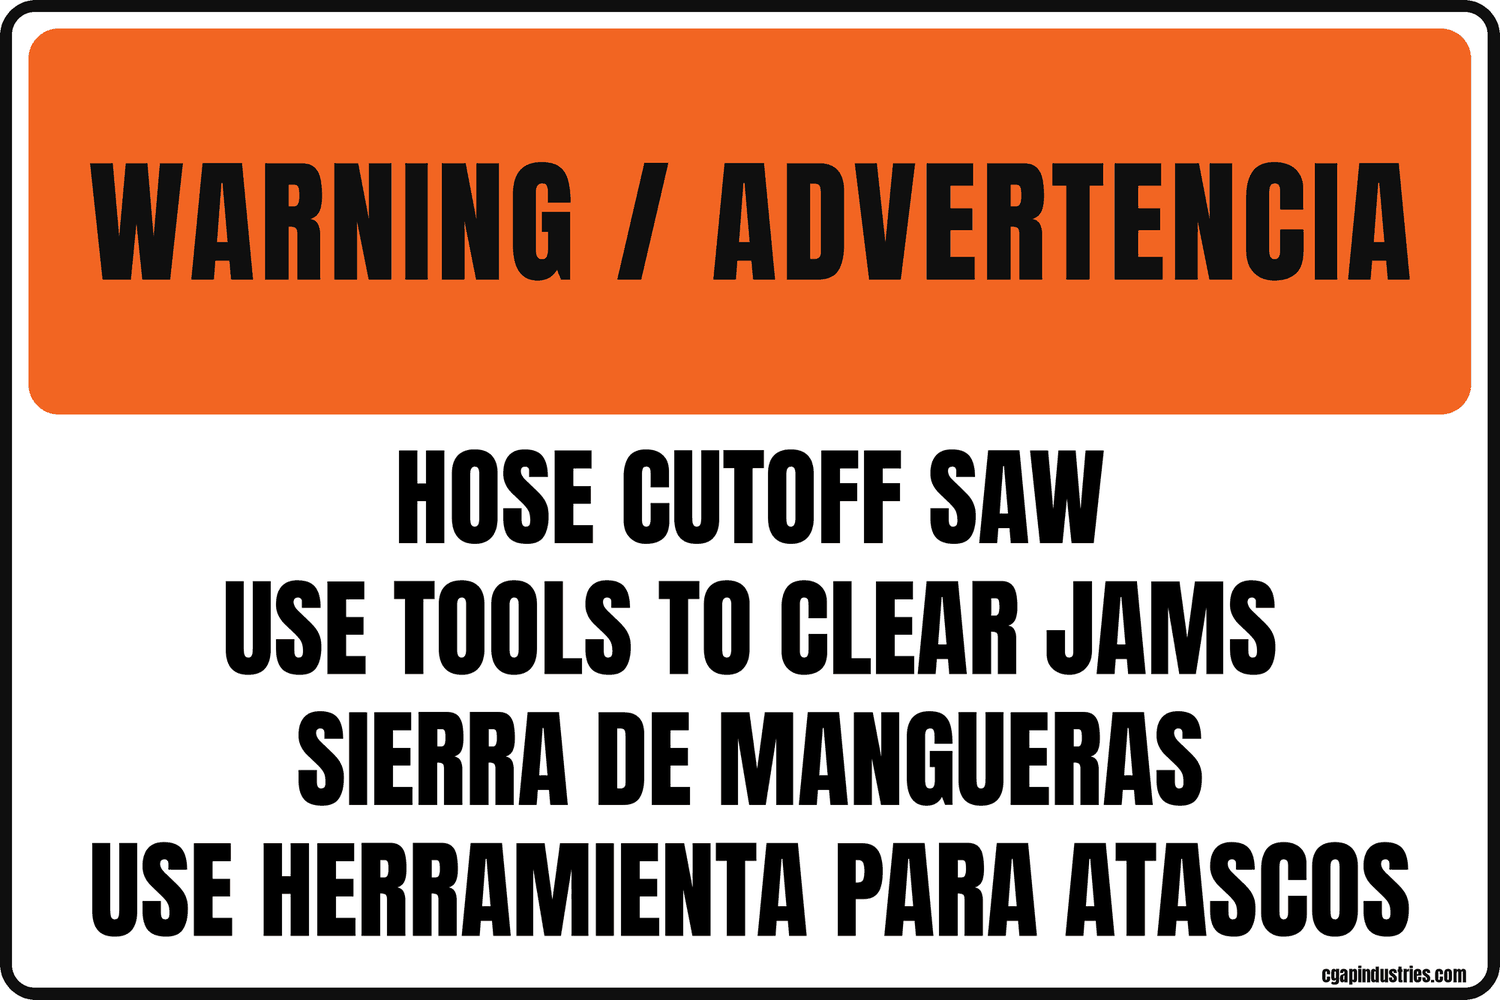 WARNING / ADVERTENCIA
HOSE CUTOFF SAW
USE TOOLS TO CLEAR JAMS
SIERRA DE MANGUERAS
USE HERRAMIENTA PARA ATASCOS
cgapindustries.com